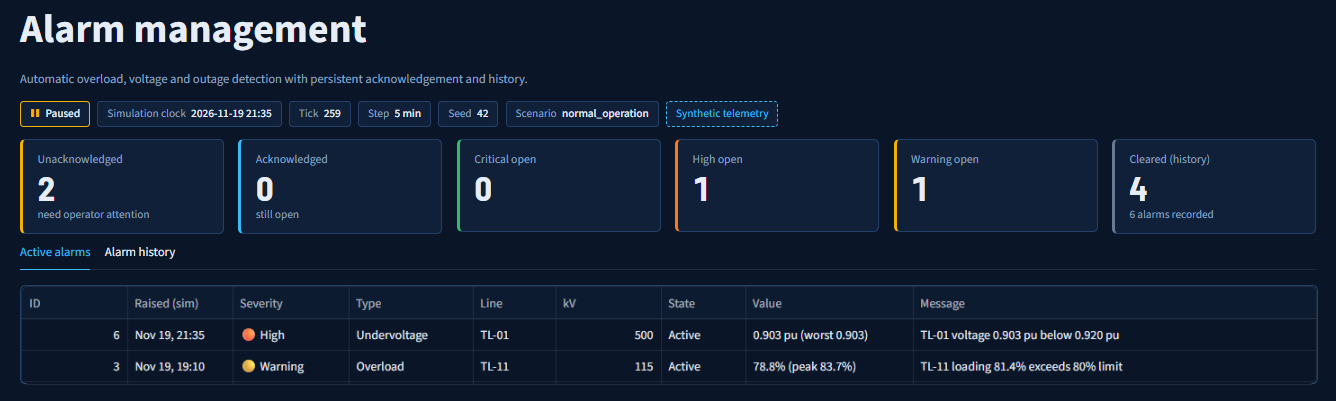 Alarm management
Automatic overload, voltage and outage detection with persistent acknowledgement and history.
Paused Simulation clock 2026-11-19 21:35 Tick 259 Step 5 min Seed 42 Scenario normal_operation Synthetic telemetry
Unacknowledged
2
need operator attention
Acknowledged
0
still open
Critical open
0
High open
1
Warning open
1
Cleared (history)
4
6 alarms recorded
Active alarms Alarm history
ID Raised (sim) Severity Type Line kV State Value Message
6 Nov 19, 21:35 High Undervoltage TL-01 500 Active 0.903 pu (worst 0.903) TL-01 voltage 0.903 pu below 0.920 pu
3 Nov 19, 19:10 Warning Overload TL-11 115 Active 78.8% (peak 83.7%) TL-11 loading 81.4% exceeds 80% limit